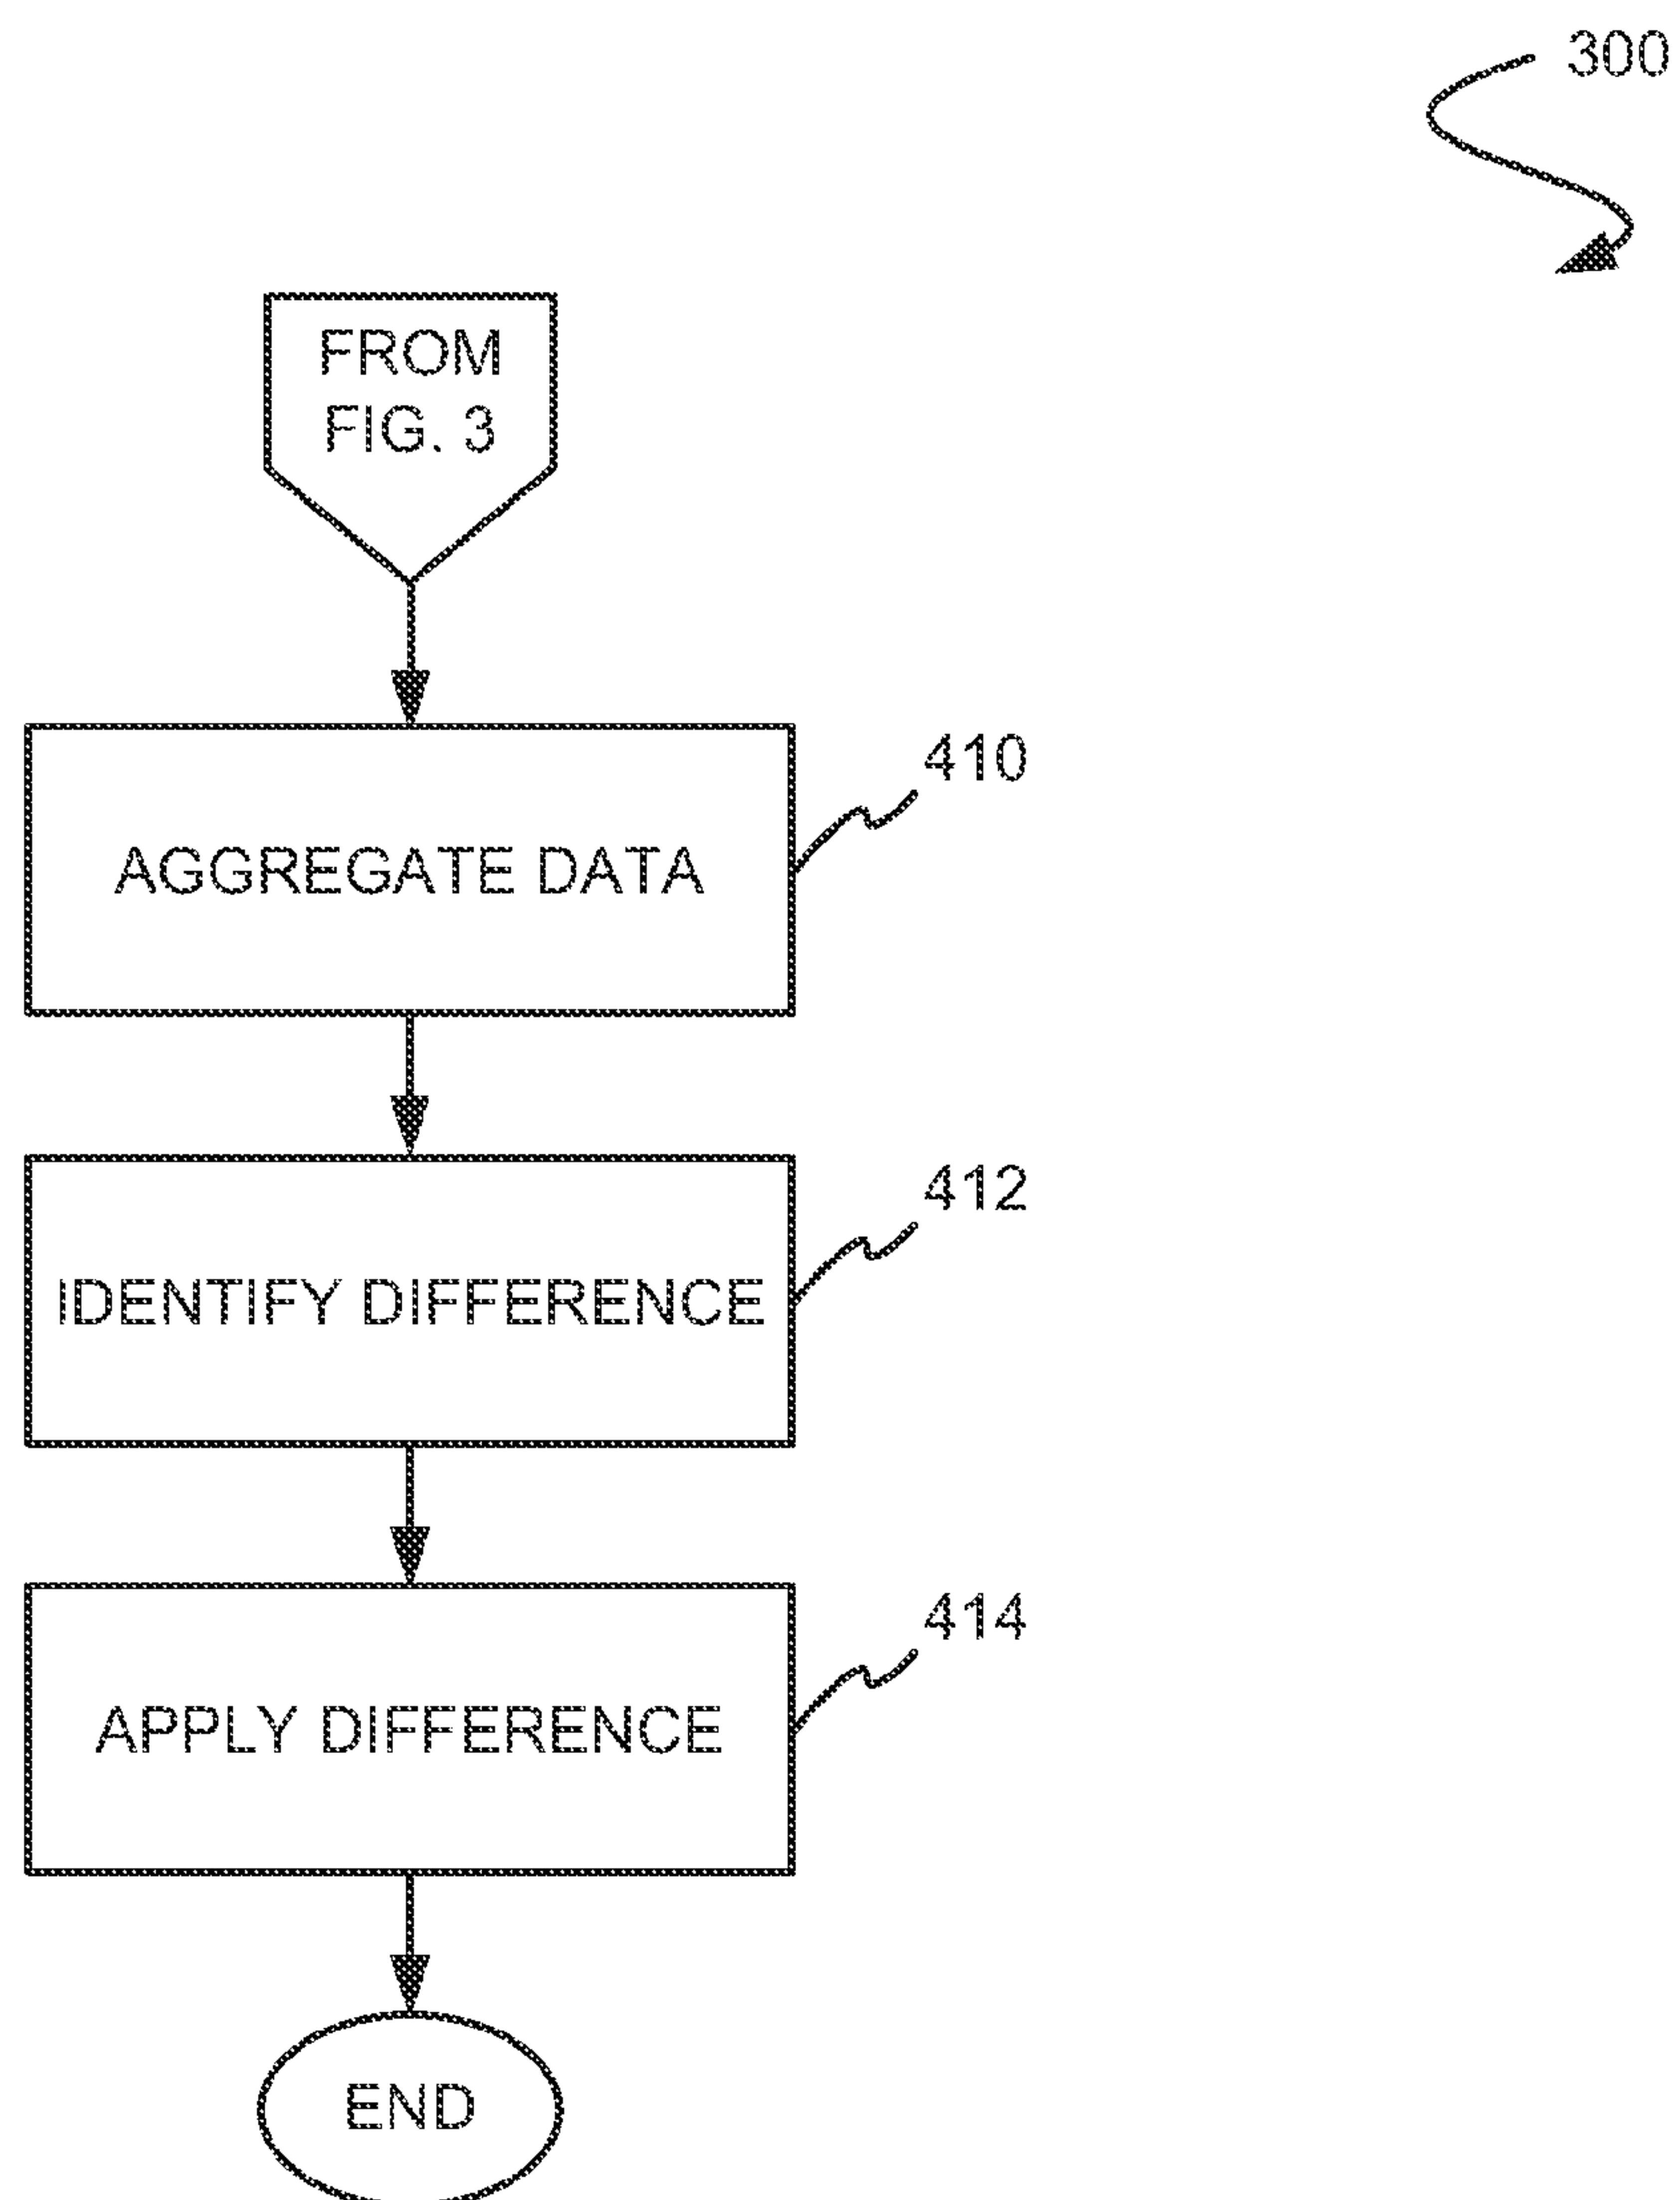 300
FROM
FIG. 3
410
AGGREGATE DATA
412
IDENTIFY DIFFERENCE
414
APPLY DIFFERENCE
END